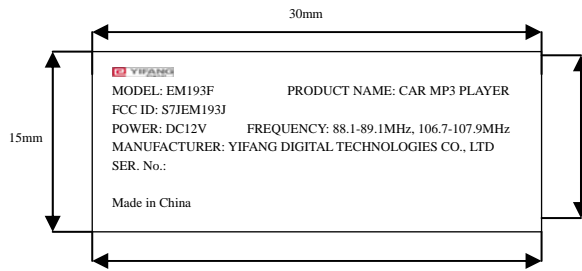 30mm
YIFANG
MODEL: EM193F PRODUCT NAME: CAR MP3 PLAYER
FCC ID: S7JEM193J
POWER: DC12V FREQUENCY: 88.1-89.1MHz, 106.7-107.9MHz
15mm
MANUFACTURER: YIFANG DIGITAL TECHNOLOGIES CO., LTD
SER. No.:
Made in China